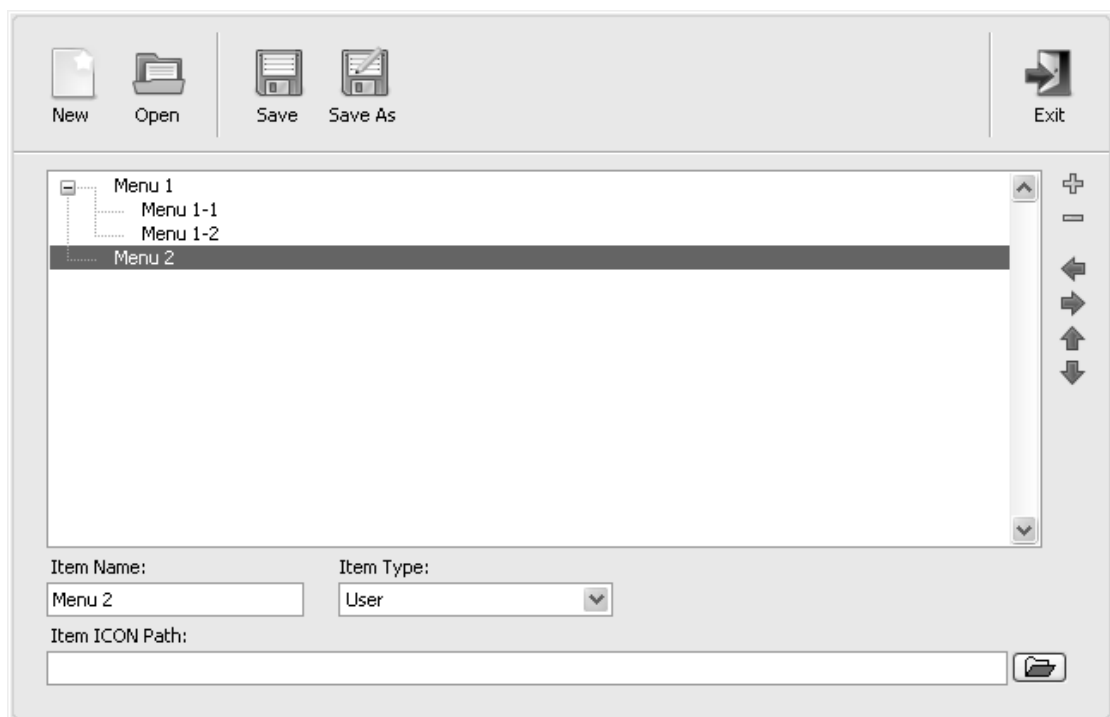 New Open Save Save As Exit
Menu 1
Menu 1-1
Menu 1-2
Menu 2
Item Name: Item Type:
Menu 2 User
Item ICON Path: